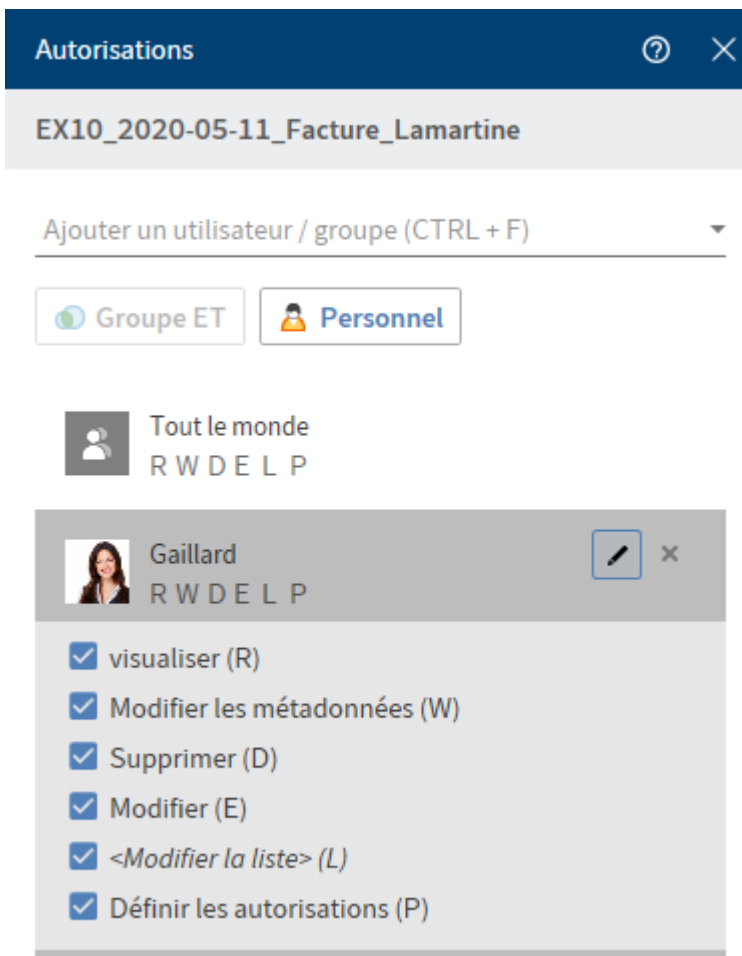 Autorisations
EX10_2020-05-11_Facture_Lamartine
Ajouter un utilisateur / groupe (CTRL + F)
Groupe ET Personnel
Tout le monde
R W D E L P
Gaillard
R W D E L P
visualiser (R)
Modifier les métadonnées (W)
Supprimer (D)
Modifier (E)
<Modifier la liste> (L)
Définir les autorisations (P)